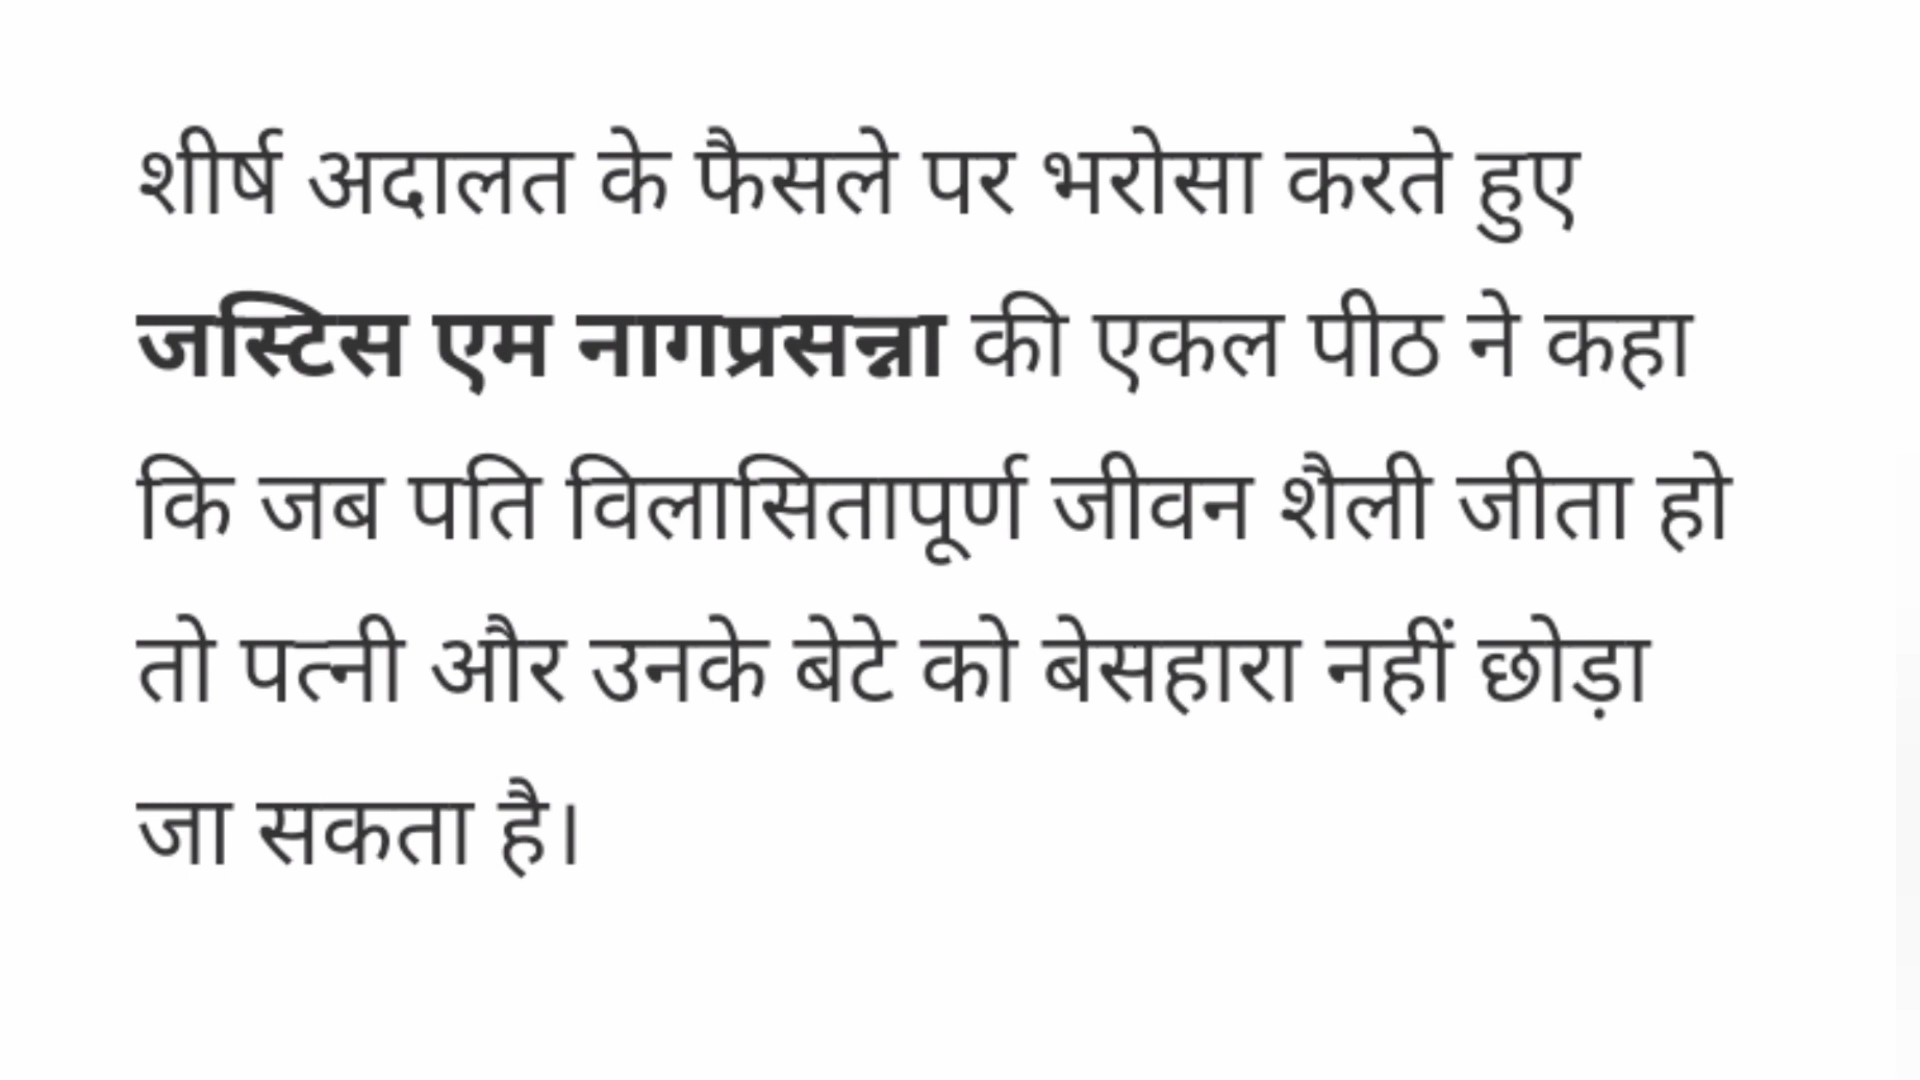 शीर्ष अदालत के फैसले पर भरोसा करते हुए
जस्टिस एम नागप्रसन्ना की एकल पीठ ने कहा
कि जब पति विलासितापूर्ण जीवन शैली जीता हो
तो पत्नी और उनके बेटे को बेसहारा नहीं छोड़ा
जा सकता है।